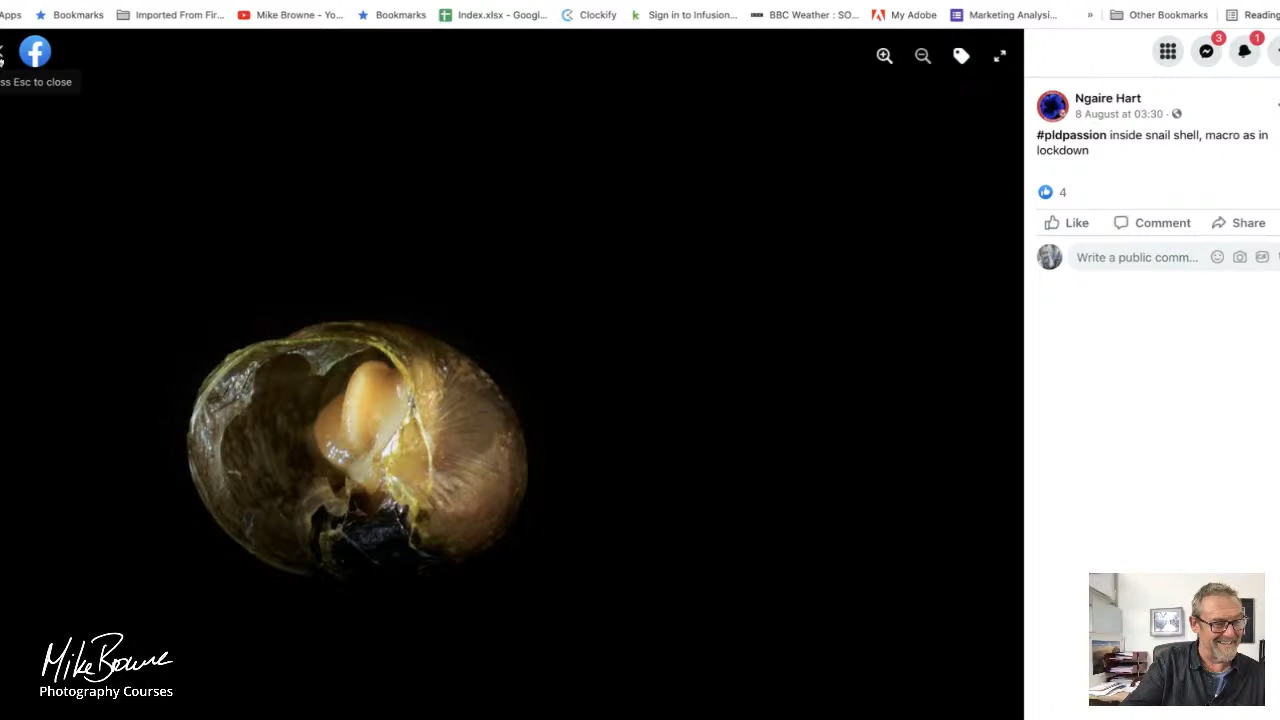 Apps Bookmarks Imported From Fir... Mike Browne - Yo... Bookmarks Index.xlsx - Googl... Clockify Sign in to Infusion... BBC Weather : SO... My Adobe Marketing Analysi... » Other Bookmarks Reading
3 1
ss Esc to close
Ngaire Hart
8 August at 03:30 ·
#pldpassion inside snail shell, macro as in
lockdown
4
Like Comment Share
Write a public comm... GIF
Mike Browne
Photography Courses